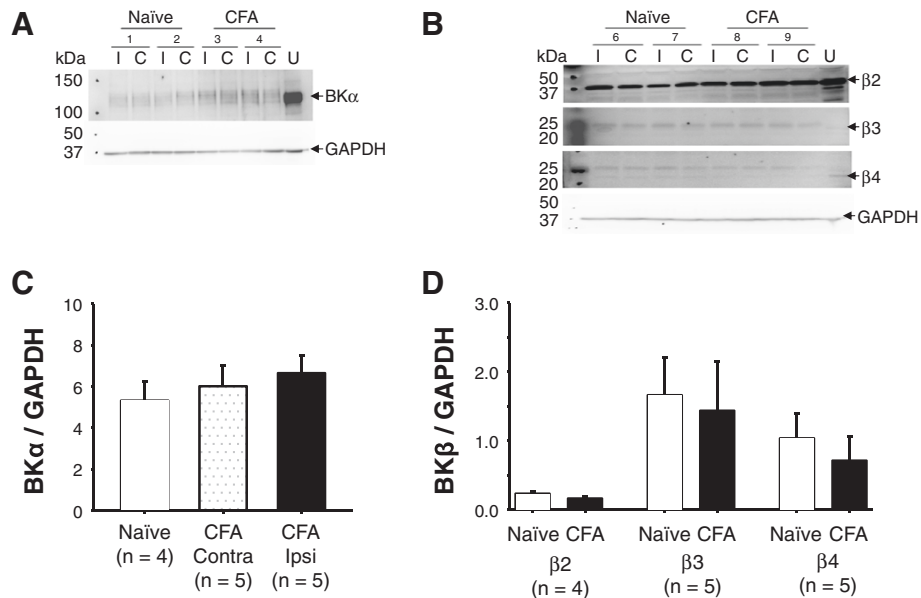 A
Naïve CFA
1 2 3 4
kDa I C I C I C I C U
150
100
BKα
50
37
GAPDH
B
Naïve CFA
6 7 8 9
kDa I C I C I C I C U
50
37
β2
25
20
β3
25
20
β4
50
37
GAPDH
C
BKα / GAPDH
10
8
6
4
2
0
Naïve CFA CFA
(n = 4) Contra Ipsi
(n = 5) (n = 5)
D
BKβ / GAPDH
3.0
2.0
1.0
0.0
Naïve CFA Naïve CFA Naïve CFA
β2 β3 β4
(n = 4) (n = 5) (n = 5)